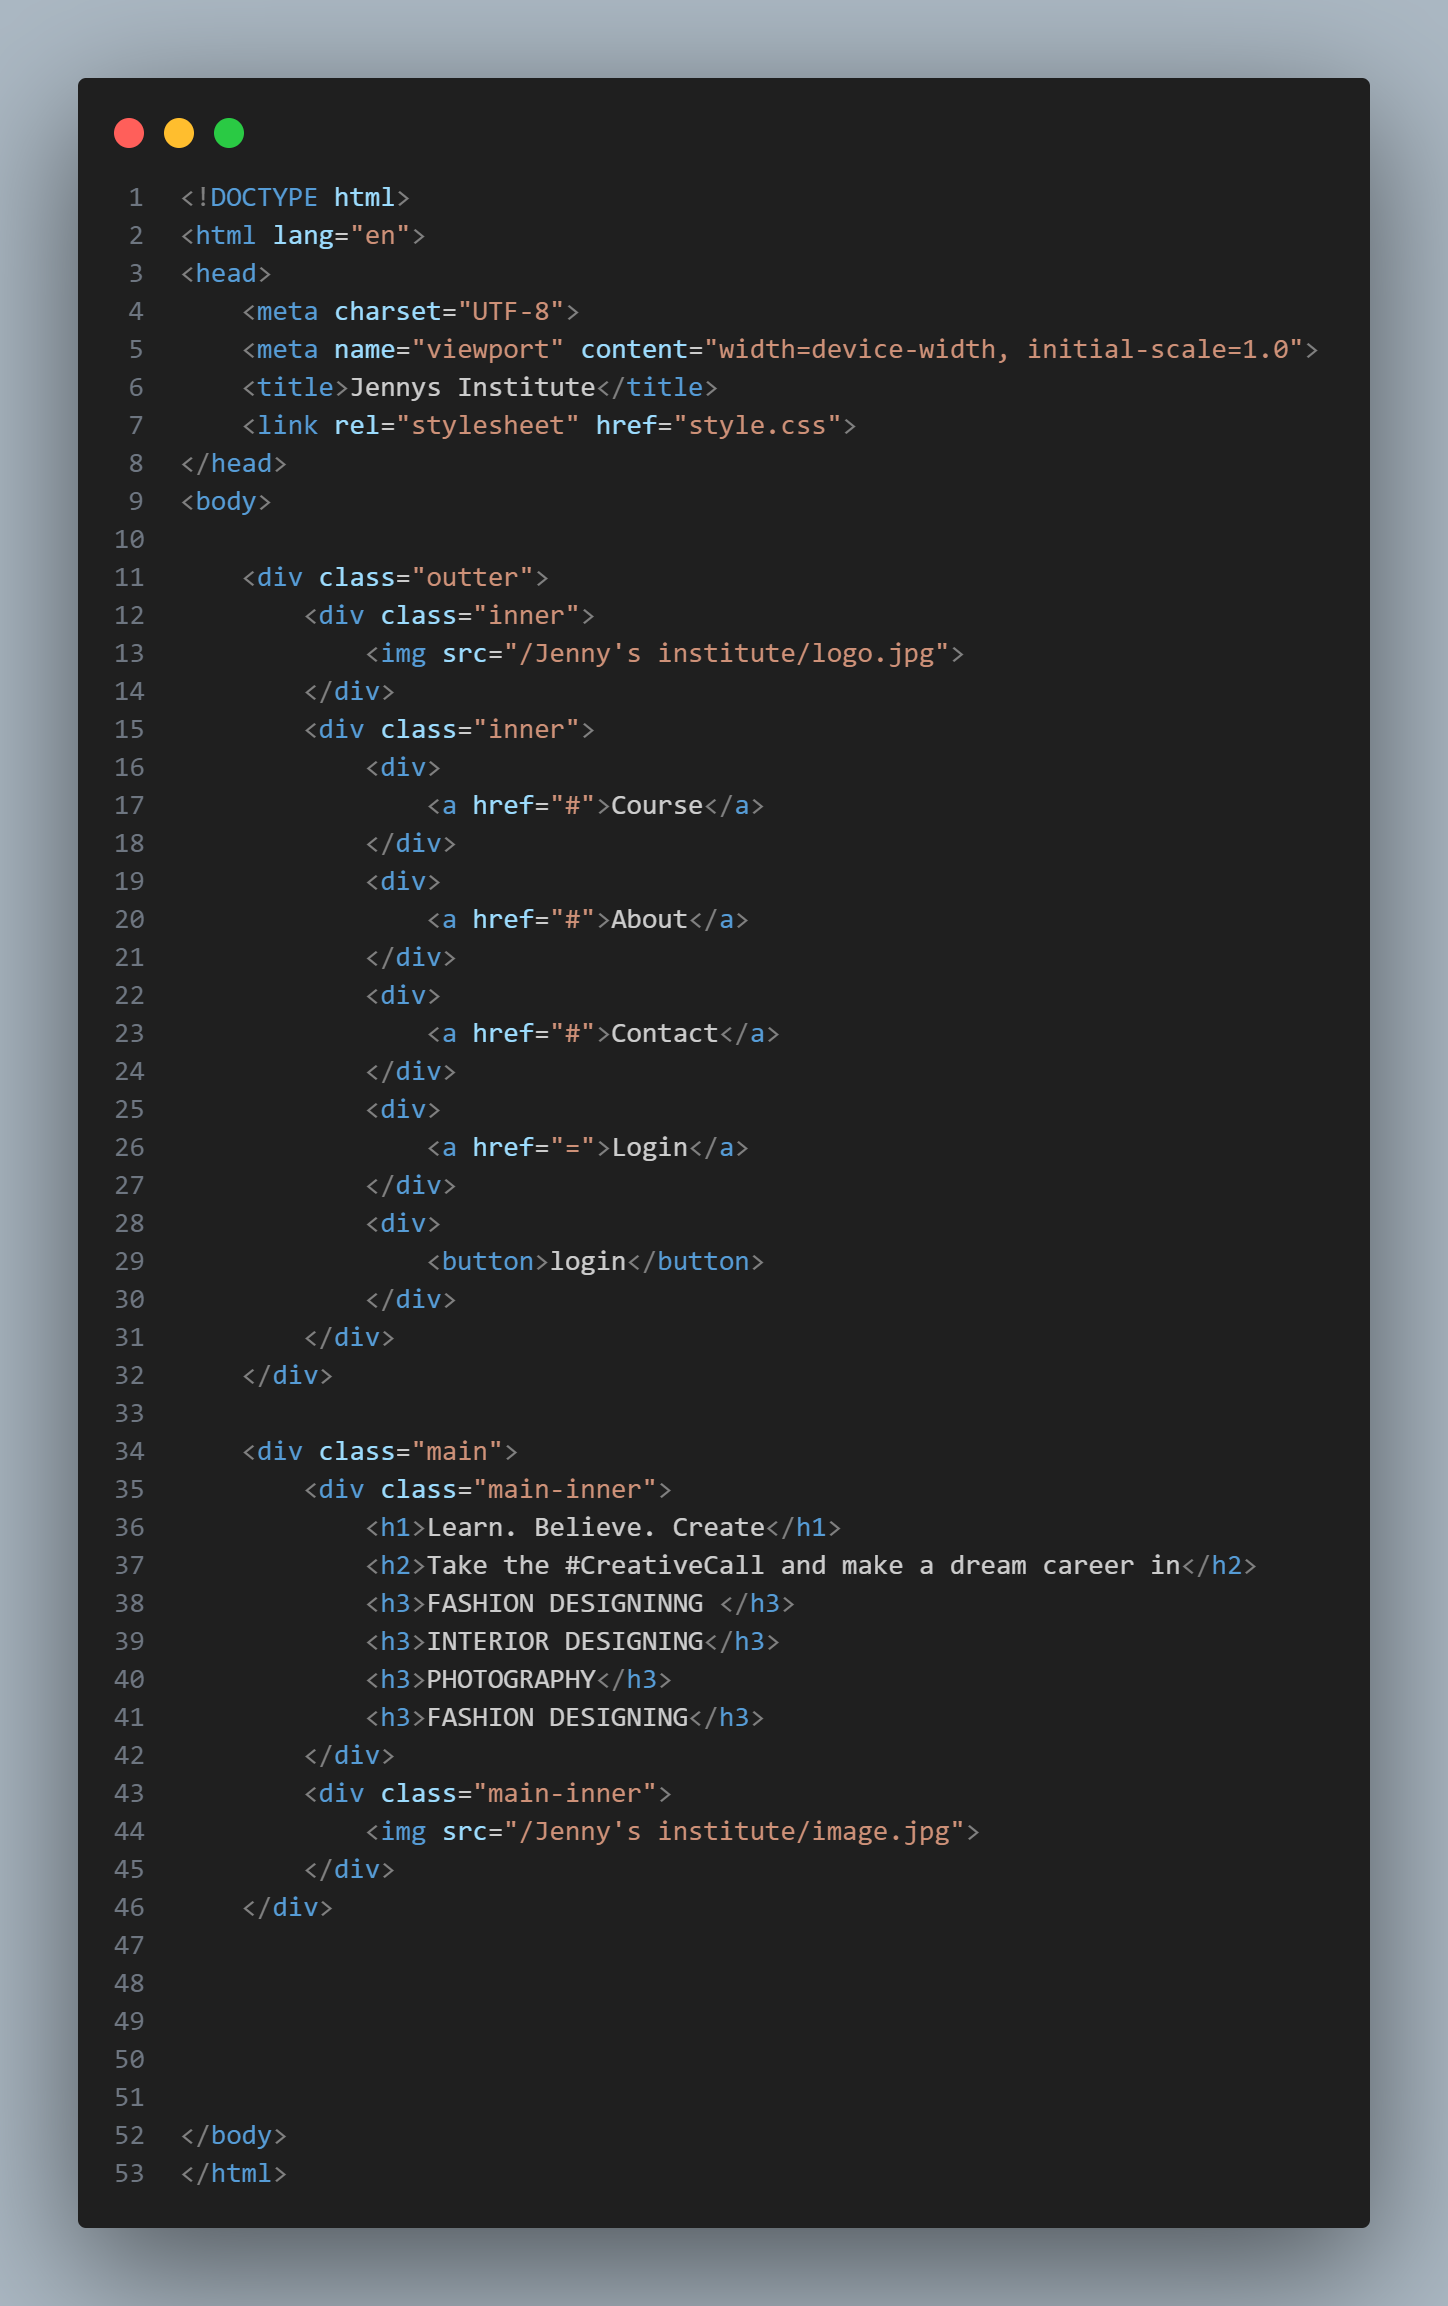 1 <!DOCTYPE html>
2 <html lang="en">
3 <head>
4     <meta charset="UTF-8">
5     <meta name="viewport" content="width=device-width, initial-scale=1.0">
6     <title>Jennys Institute</title>
7     <link rel="stylesheet" href="style.css">
8 </head>
9 <body>
10
11     <div class="outter">
12         <div class="inner">
13             <img src="/Jenny's institute/logo.jpg">
14         </div>
15         <div class="inner">
16             <div>
17                 <a href="#">Course</a>
18             </div>
19             <div>
20                 <a href="#">About</a>
21             </div>
22             <div>
23                 <a href="#">Contact</a>
24             </div>
25             <div>
26                 <a href="=">Login</a>
27             </div>
28             <div>
29                 <button>login</button>
30             </div>
31         </div>
32     </div>
33
34     <div class="main">
35         <div class="main-inner">
36             <h1>Learn. Believe. Create</h1>
37             <h2>Take the #CreativeCall and make a dream career in</h2>
38             <h3>FASHION DESIGNINNG </h3>
39             <h3>INTERIOR DESIGNING</h3>
40             <h3>PHOTOGRAPHY</h3>
41             <h3>FASHION DESIGNING</h3>
42         </div>
43         <div class="main-inner">
44             <img src="/Jenny's institute/image.jpg">
45         </div>
46     </div>
47
48
49
50
51
52 </body>
53 </html>